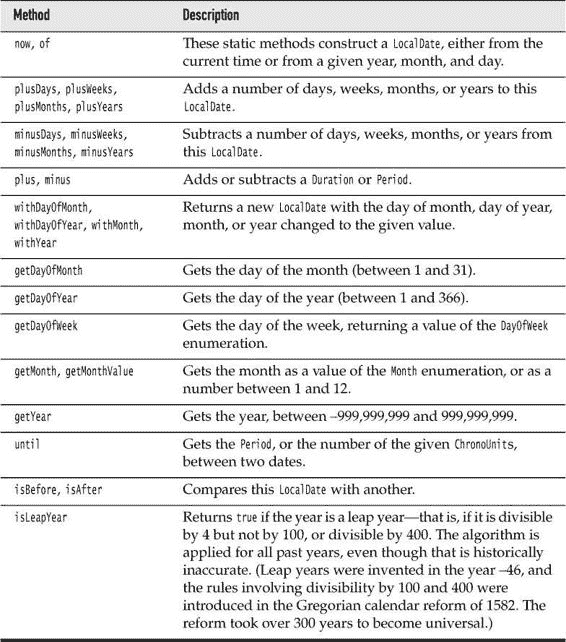 Method Description
now, of These static methods construct a LocalDate, either from the
current time or from a given year, month, and day.
plusDays, plusWeeks, Adds a number of days, weeks, months, or years to this
plusMonths, plusYears LocalDate.
minusDays, minusWeeks, Subtracts a number of days, weeks, months, or years from
minusMonths, minusYears this LocalDate.
plus, minus Adds or subtracts a Duration or Period.
withDayOfMonth, Returns a new LocalDate with the day of month, day of year,
withDayOfYear, withMonth, month, or year changed to the given value.
withYear
getDayOfMonth Gets the day of the month (between 1 and 31).
getDayOfYear Gets the day of the year (between 1 and 366).
getDayOfWeek Gets the day of the week, returning a value of the DayOfWeek
enumeration.
getMonth, getMonthValue Gets the month as a value of the Month enumeration, or as a
number between 1 and 12.
getYear Gets the year, between –999,999,999 and 999,999,999.
until Gets the Period, or the number of the given ChronoUnits,
between two dates.
isBefore, isAfter Compares this LocalDate with another.
isLeapYear Returns true if the year is a leap year—that is, if it is divisible
by 4 but not by 100, or divisible by 400. The algorithm is
applied for all past years, even though that is historically
inaccurate. (Leap years were invented in the year –46, and
the rules involving divisibility by 100 and 400 were
introduced in the Gregorian calendar reform of 1582. The
reform took over 300 years to become universal.)